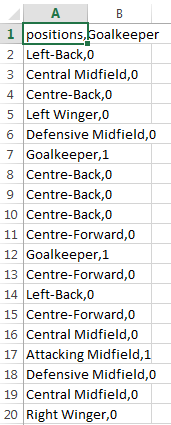 A B
1 positions,Goalkeeper
2 Left-Back,0
3 Central Midfield,0
4 Centre-Back,0
5 Left Winger,0
6 Defensive Midfield,0
7 Goalkeeper,1
8 Centre-Back,0
9 Centre-Back,0
10 Centre-Back,0
11 Centre-Forward,0
12 Goalkeeper,1
13 Centre-Forward,0
14 Left-Back,0
15 Centre-Forward,0
16 Central Midfield,0
17 Attacking Midfield,1
18 Defensive Midfield,0
19 Central Midfield,0
20 Right Winger,0